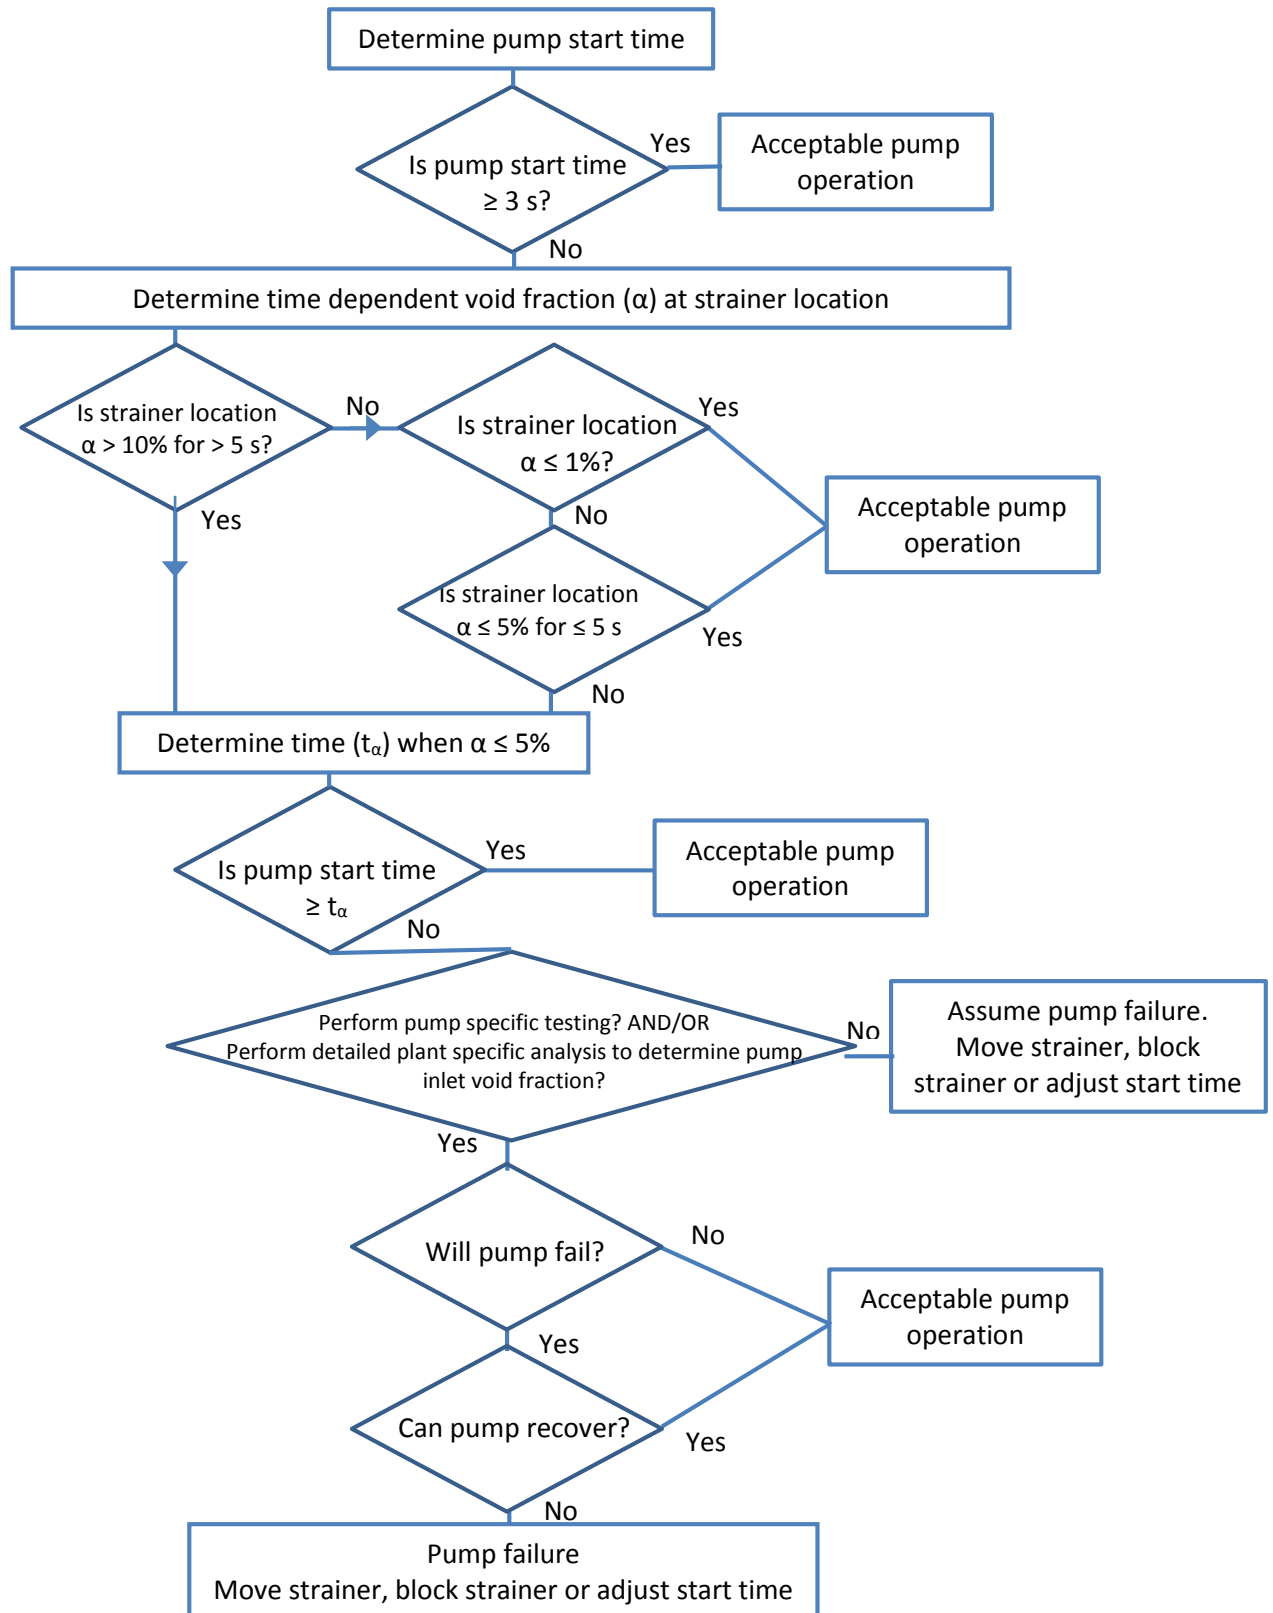 Determine pump start time
Is pump start time
≥ 3 s?
Yes
Acceptable pump
operation
No
Determine time dependent void fraction (α) at strainer location
Is strainer location
α > 10% for > 5 s?
No
Is strainer location
α ≤ 1%?
Yes
Acceptable pump
operation
Yes
No
Is strainer location
α ≤ 5% for ≤ 5 s
Yes
No
Determine time (tα) when α ≤ 5%
Is pump start time
≥ tα
Yes
Acceptable pump
operation
No
Perform pump specific testing? AND/OR
Perform detailed plant specific analysis to determine pump
inlet void fraction?
No
Assume pump failure.
Move strainer, block
strainer or adjust start time
Yes
Will pump fail?
No
Acceptable pump
operation
Yes
Can pump recover?
Yes
No
Pump failure
Move strainer, block strainer or adjust start time